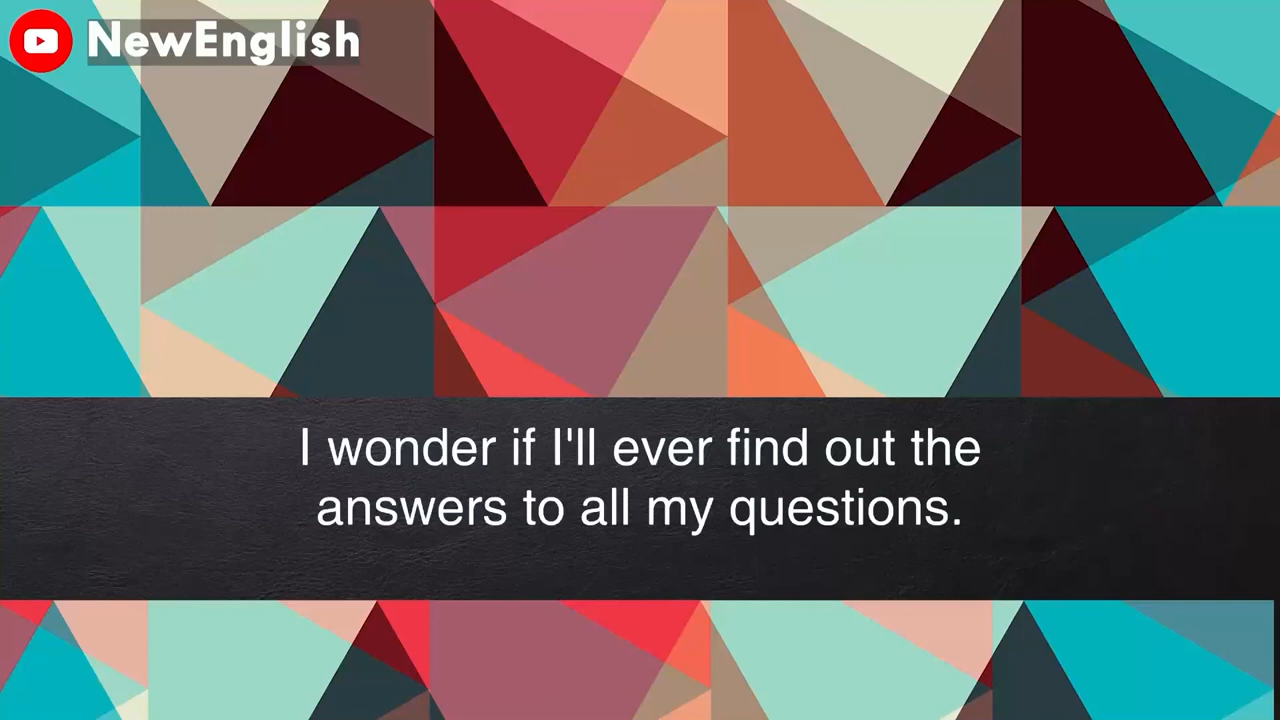 NewEnglish
I wonder if I'll ever find out the
answers to all my questions.